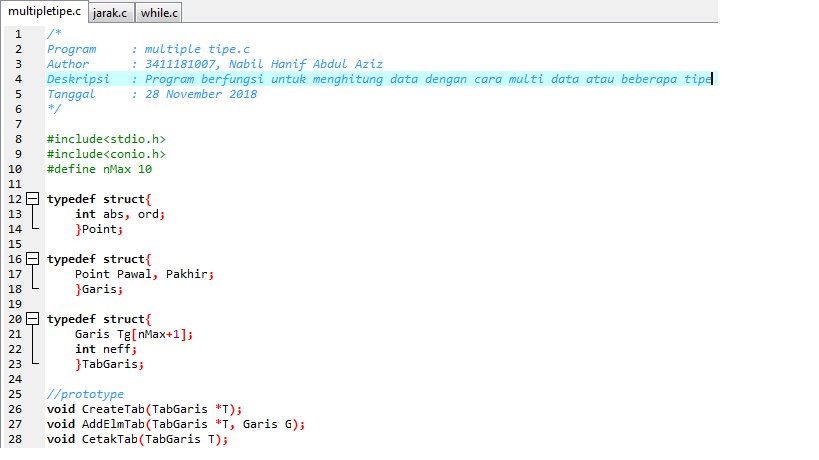 multipletipe.c jarak.c while.c
1 /*
2 Program     : multiple tipe.c
3 Author      : 3411181007, Nabil Hanif Abdul Aziz
4 Deskripsi   : Program berfungsi untuk menghitung data dengan cara multi data atau beberapa tipe
5 Tanggal     : 28 November 2018
6 */
7
8 #include<stdio.h>
9 #include<conio.h>
10 #define nMax 10
11
12 typedef struct{
13     int abs, ord;
14     }Point;
15
16 typedef struct{
17     Point Pawal, Pakhir;
18     }Garis;
19
20 typedef struct{
21     Garis Tg[nMax+1];
22     int neff;
23     }TabGaris;
24
25 //prototype
26 void CreateTab(TabGaris *T);
27 void AddElmTab(TabGaris *T, Garis G);
28 void CetakTab(TabGaris T);